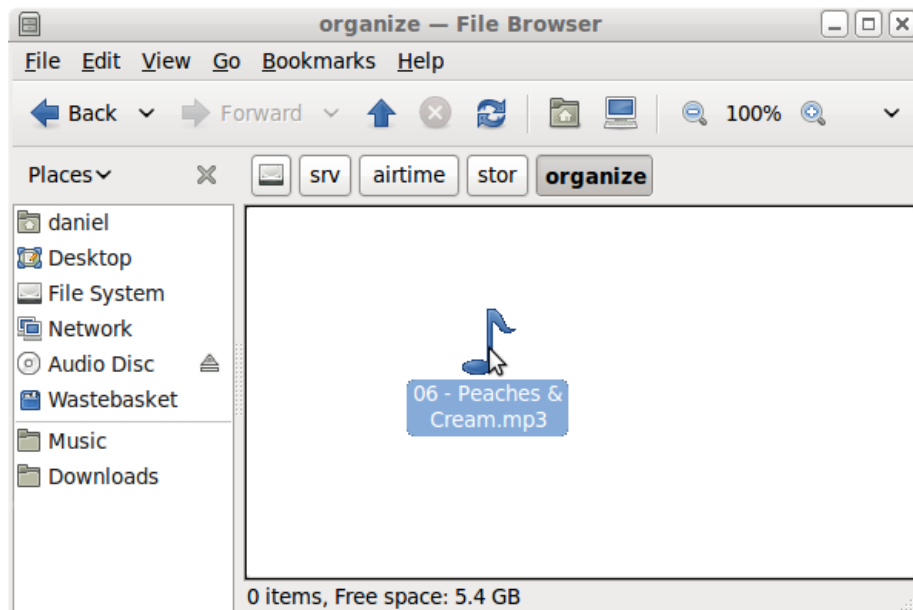 organize — File Browser
File Edit View Go Bookmarks Help
Back Forward 100%
Places srv airtime stor organize
daniel
Desktop
File System
Network
Audio Disc
Wastebasket
Music
Downloads
06 - Peaches &
Cream.mp3
0 items, Free space: 5.4 GB